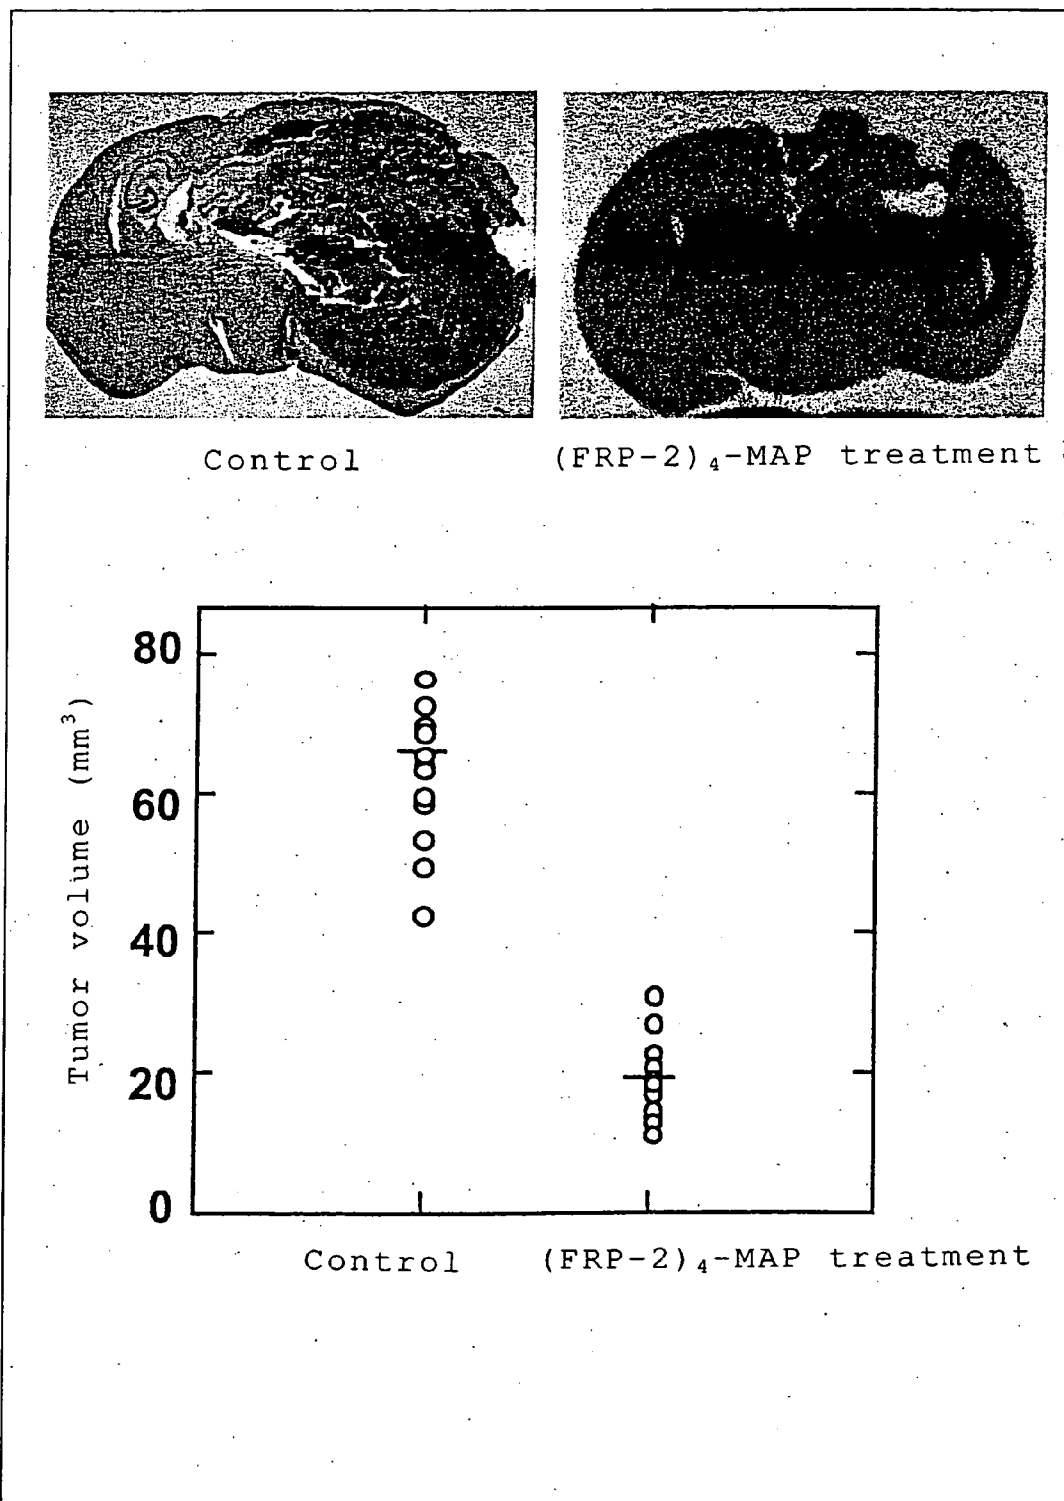 Control
(FRP-2)₄-MAP treatment
Tumor volume (mm³)
80
60
40
20
0
Control
(FRP-2)₄-MAP treatment